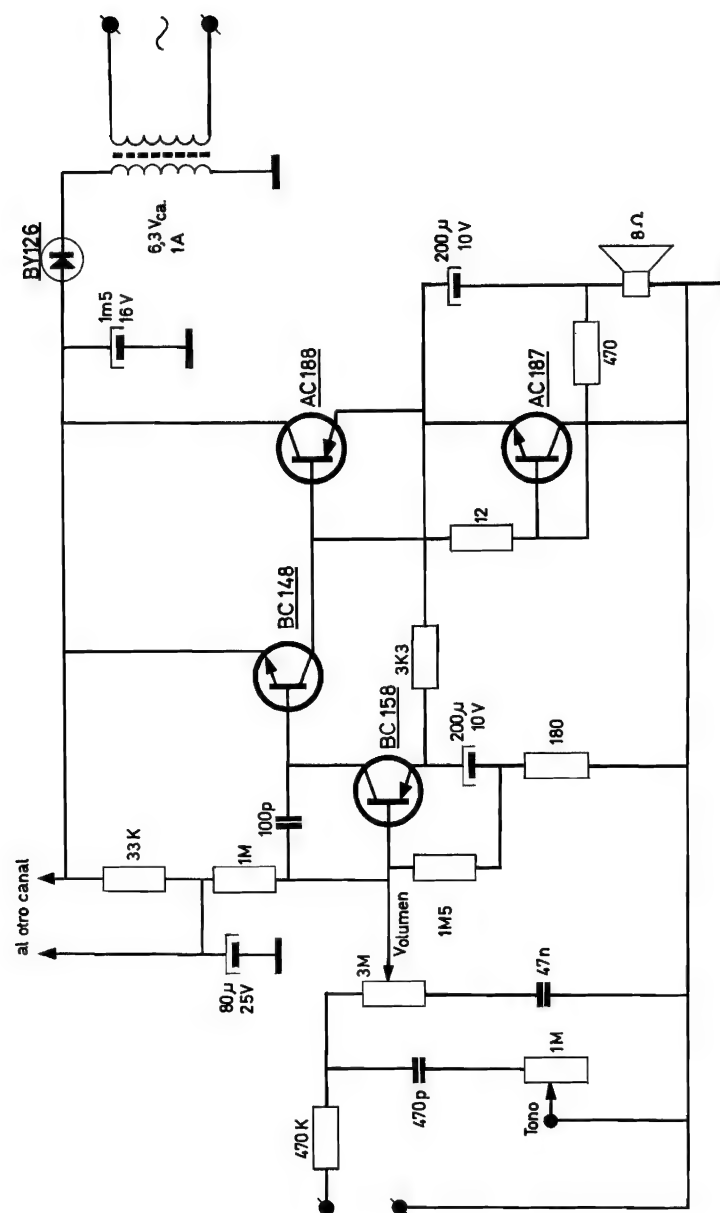 BY126
6,3 Vca.
1A
1m5
16V
AC188
200µ
10V
8Ω
470
AC187
12
BC148
3K3
BC158
200µ
10V
180
100p
al otro canal
33K
1M
80µ
25V
Volumen
1M5
3M
47n
470p
1M
Tono
470K
~